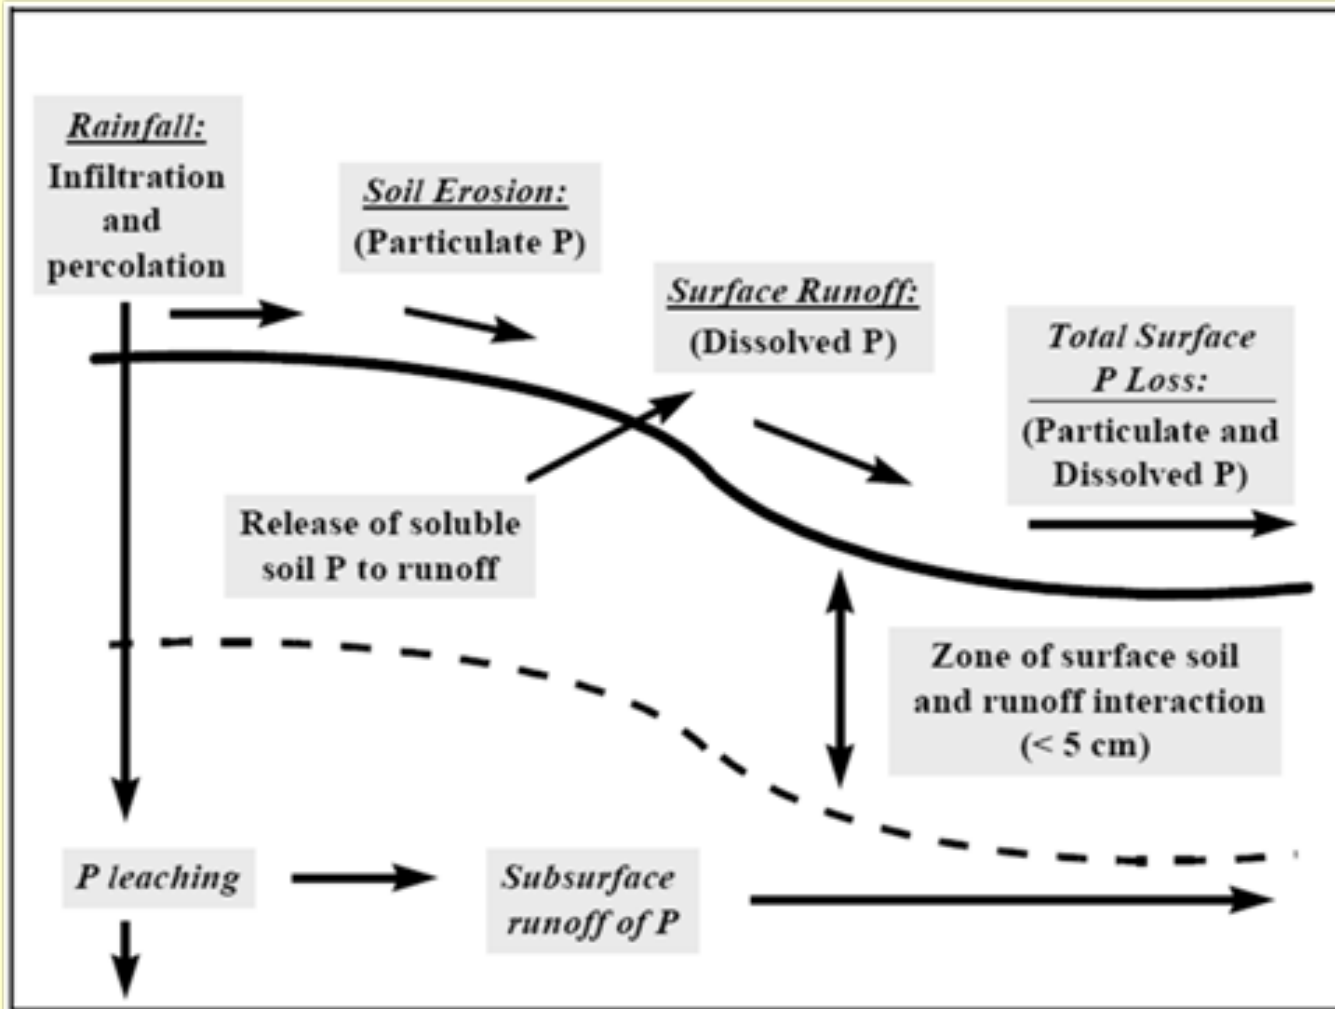 Rainfall:
Infiltration
and
percolation
Soil Erosion:
(Particulate P)
Surface Runoff:
(Dissolved P)
Total Surface
P Loss:
(Particulate and
Dissolved P)
Release of soluble
soil P to runoff
Zone of surface soil
and runoff interaction
(< 5 cm)
P leaching
Subsurface
runoff of P